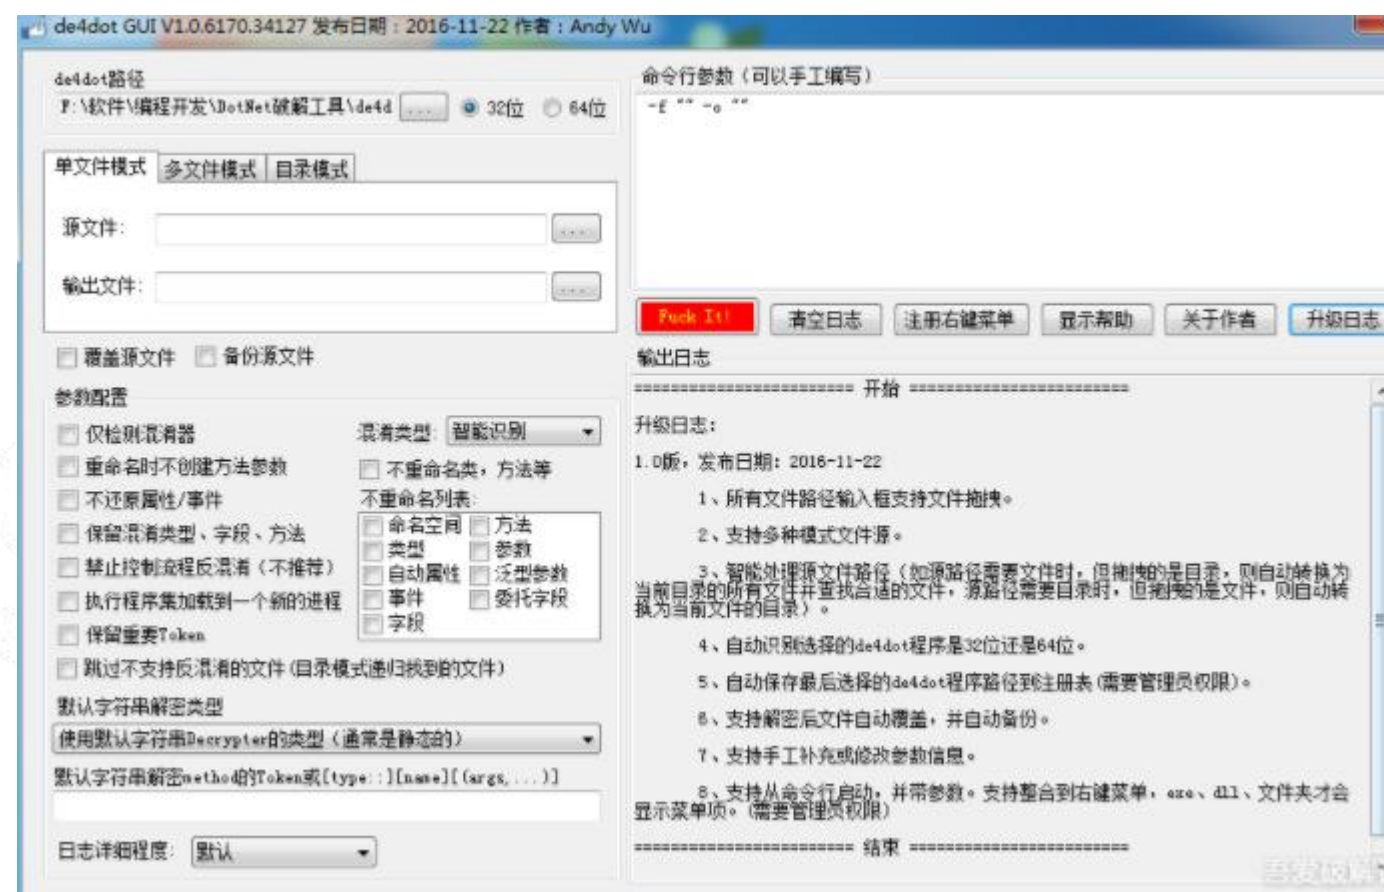 de4dot GUI V1.0.6170.34127 发布日期：2016-11-22 作者：Andy Wu
de4dot路径
F:\软件\编程开发\DotNet破解工具\de4d
....
32位
64位
单文件模式
多文件模式
目录模式
源文件:
....
输出文件:
....
覆盖源文件
备份源文件
参数配置
仅检测混淆器
重命名时不创建方法参数
不还原属性/事件
保留混淆类型、字段、方法
禁止控制流程反混淆（不推荐）
执行程序集加载到一个新的进程
保留重要Token
跳过不支持反混淆的文件(目录模式递归找到的文件)
混淆类型:
智能识别
不重命名类，方法等
不重命名列表:
命名空间
方法
类型
参数
自动属性
泛型参数
事件
委托字段
字段
默认字符串解密类型
使用默认字符串Decrypter的类型（通常是静态的）
默认字符串解密method的Token或[type::][name][(args,...)]
日志详细程度:
默认
命令行参数（可以手工编写）
-f "" -o ""
Fuck It!
清空日志
注册右键菜单
显示帮助
关于作者
升级日志
输出日志
======================== 开始 ========================
升级日志:
1.0版，发布日期: 2016-11-22
1、所有文件路径输入框支持文件拖拽。
2、支持多种模式文件源。
3、智能处理源文件路径（如源路径需要文件时，但拖拽的是目录，则自动转换为
当前目录的所有文件并查找合适的文件，源路径需要目录时，但拖拽的是文件，则自动转
换为当前文件的目录）。
4、自动识别选择的de4dot程序是32位还是64位。
5、自动保存最后选择的de4dot程序路径到注册表(需要管理员权限)。
6、支持解密后文件自动覆盖，并自动备份。
7、支持手工补充或修改参数信息。
8、支持从命令行启动，并带参数。支持整合到右键菜单，exe、dll、文件夹才会
显示菜单项。(需要管理员权限)
======================== 结束 ========================
吾爱破解